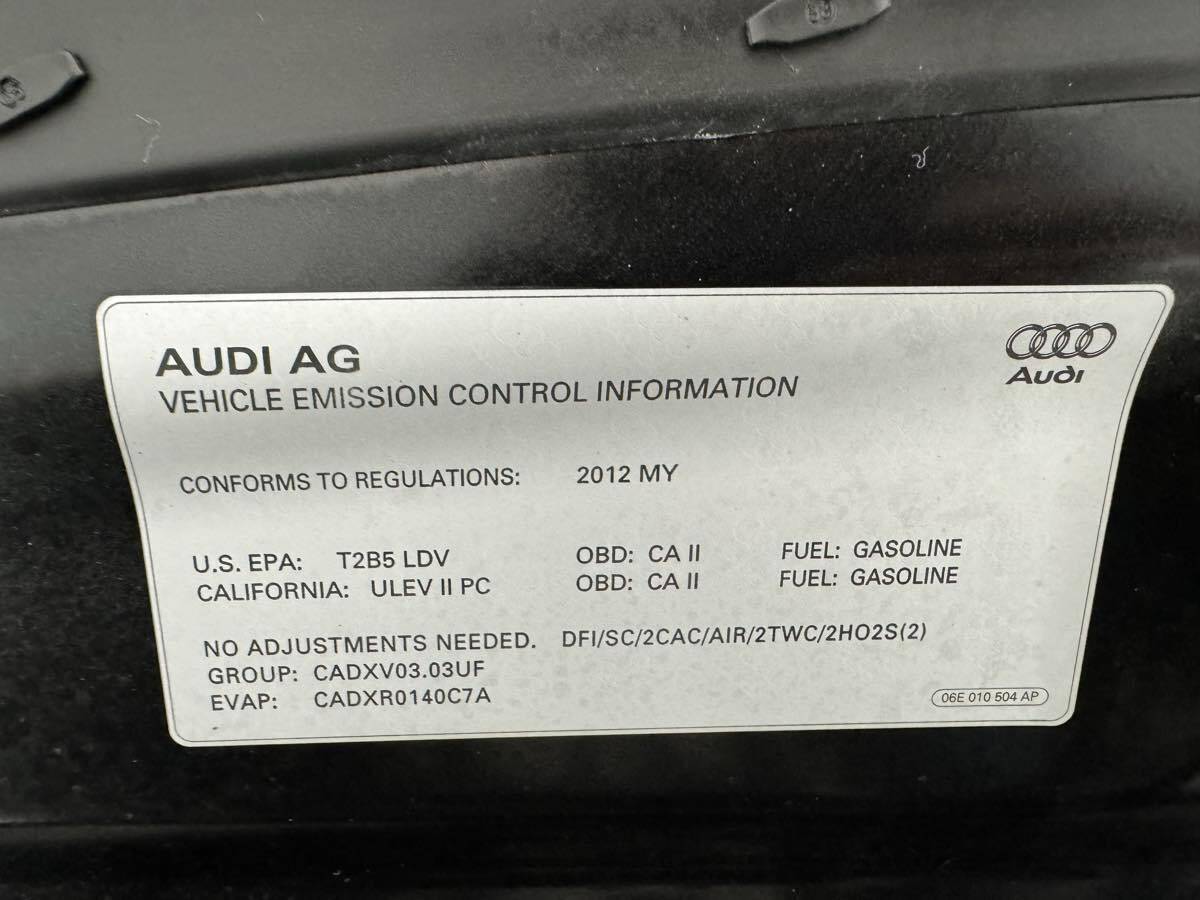 AUDI AG
Audi
VEHICLE EMISSION CONTROL INFORMATION
CONFORMS TO REGULATIONS: 2012 MY
U.S. EPA: T2B5 LDV OBD: CA II FUEL: GASOLINE
CALIFORNIA: ULEV II PC OBD: CA II FUEL: GASOLINE
NO ADJUSTMENTS NEEDED. DFI/SC/2CAC/AIR/2TWC/2HO2S(2)
GROUP: CADXV03.03UF
EVAP: CADXR0140C7A
06E 010 504 AP